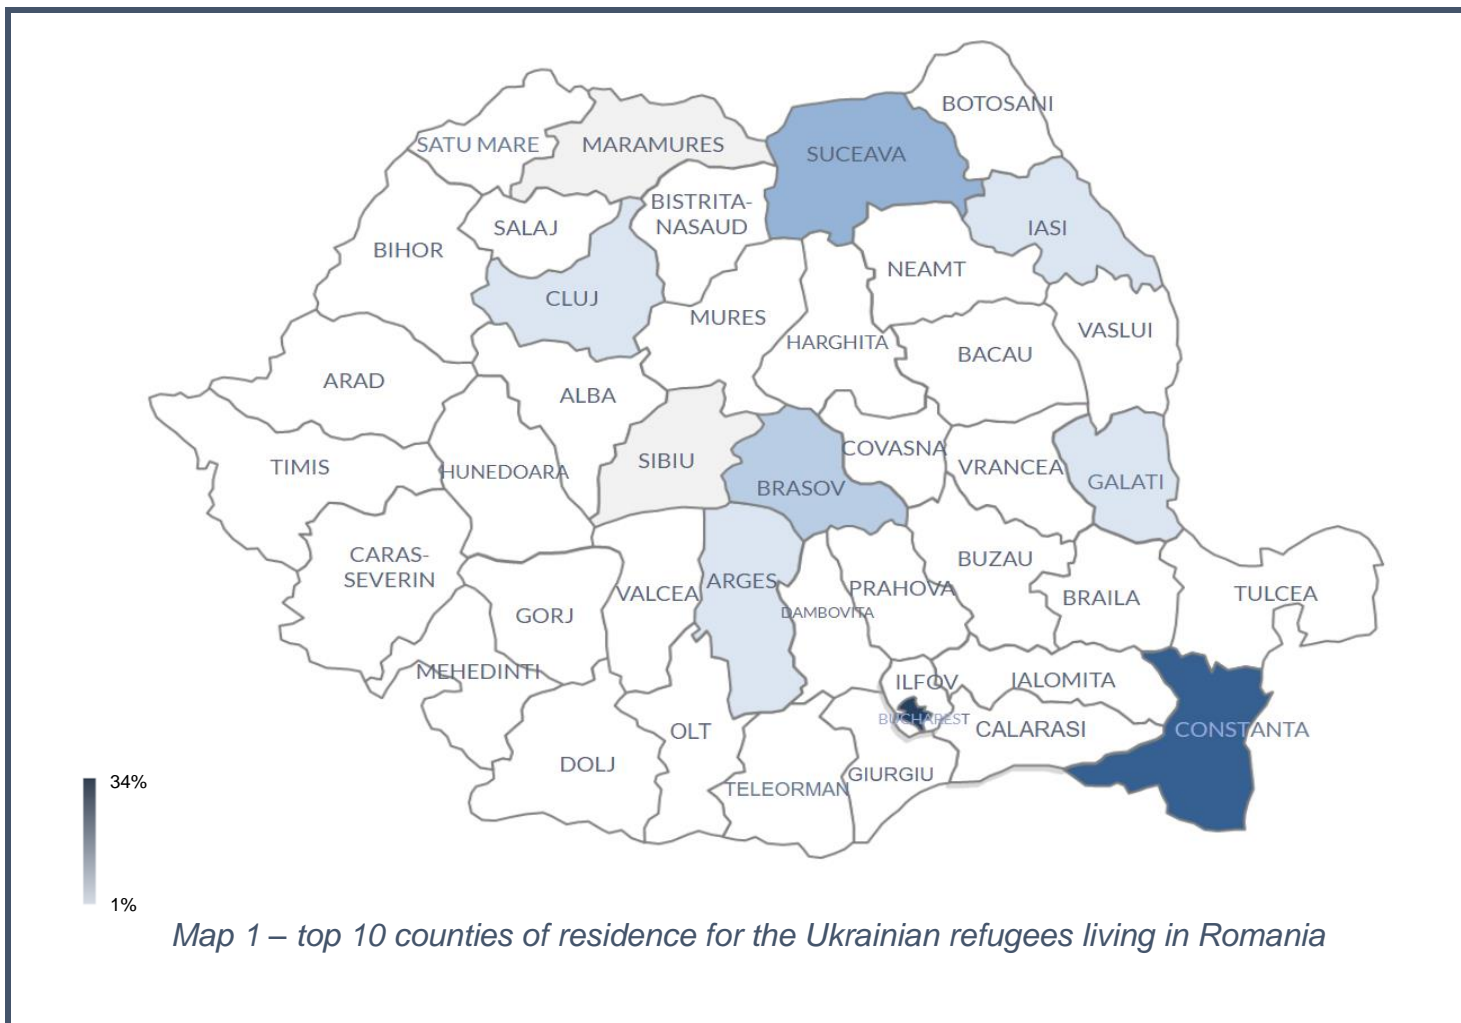 BOTOSANI
SATU MARE
MARAMURES
SUCEAVA
BISTRITA-
NASAUD
SALAJ
IASI
BIHOR
NEAMT
CLUJ
MURES
HARGHITA
VASLUI
BACAU
ARAD
ALBA
COVASNA
SIBIU
TIMIS
HUNEDOARA
VRANCEA
GALATI
BRASOV
CARAS-
SEVERIN
BUZAU
ARGES
PRAHOVA
VALCEA
TULCEA
BRAILA
DAMBOVITA
GORJ
MEHEDINTI
ILFOV
IALOMITA
BUCHAREST
CALARASI
CONSTANTA
OLT
DOLJ
GIURGIU
TELEORMAN
34%
1%
Map 1 – top 10 counties of residence for the Ukrainian refugees living in Romania